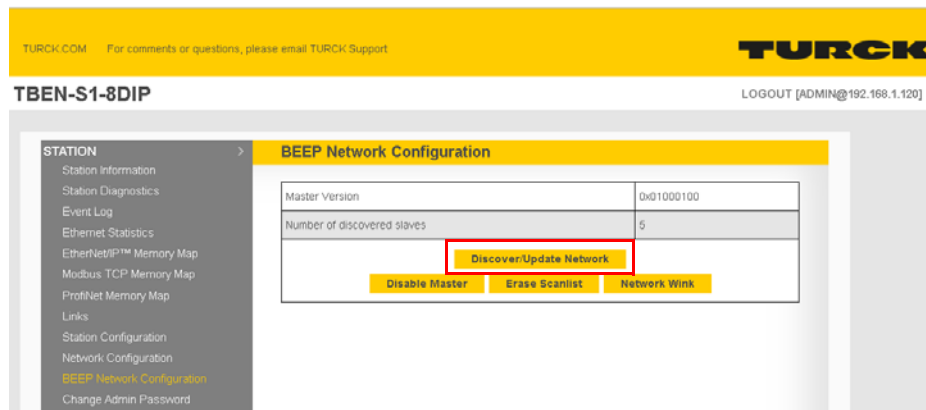 TURCK.COM For comments or questions, please email TURCK Support
TURCK
TBEN-S1-8DIP
LOGOUT [ADMIN@192.168.1.120]
STATION >
Station Information
Station Diagnostics
Event Log
Ethernet Statistics
EtherNet/IP™ Memory Map
Modbus TCP Memory Map
ProfiNet Memory Map
Links
Station Configuration
Network Configuration
BEEP Network Configuration
Change Admin Password
BEEP Network Configuration
Master Version 0x01000100
Number of discovered slaves 5
Discover/Update Network
Disable Master Erase Scanlist Network Wink